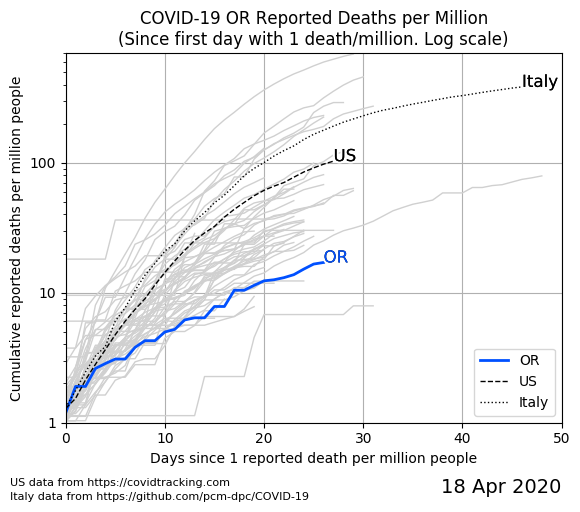 COVID-19 OR Reported Deaths per Million
(Since first day with 1 death/million. Log scale)
Cumulative reported deaths per million people
100
10
1
Italy
US
OR
OR
US
Italy
0 10 20 30 40 50
Days since 1 reported death per million people
US data from https://covidtracking.com
Italy data from https://github.com/pcm-dpc/COVID-19
18 Apr 2020